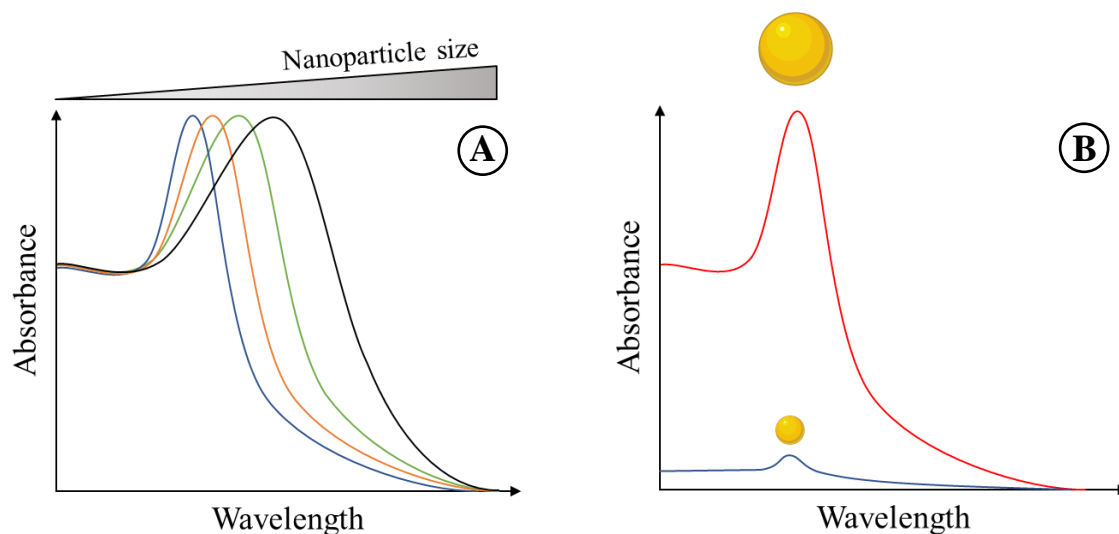 Nanoparticle size
A
Absorbance
Wavelength
B
Absorbance
Wavelength